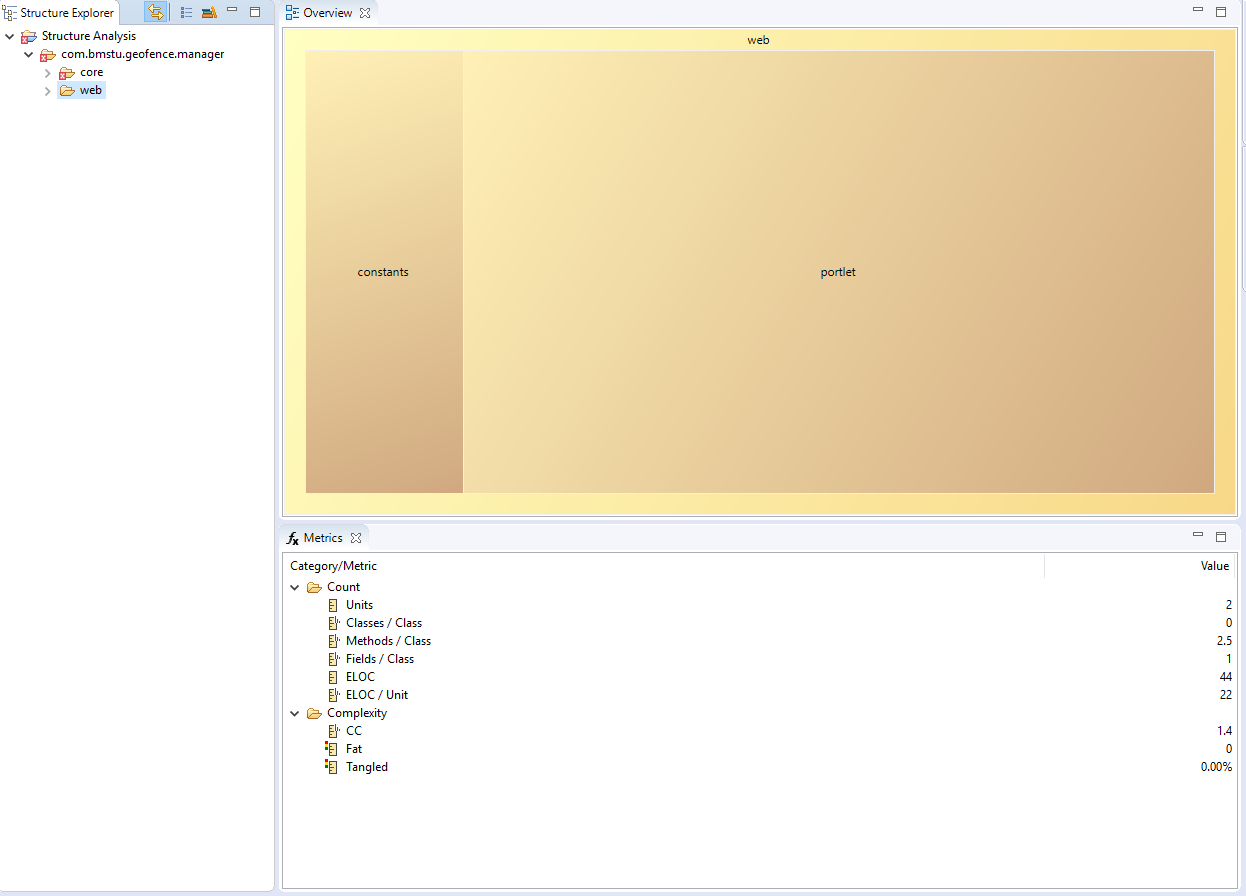 Structure Explorer
Structure Analysis
com.bmstu.geofence.manager
core
web
Overview
web
constants
portlet
Metrics
Category/Metric Value
Count
Units 2
Classes / Class 0
Methods / Class 2.5
Fields / Class 1
ELOC 44
ELOC / Unit 22
Complexity
CC 1.4
Fat 0
Tangled 0.00%